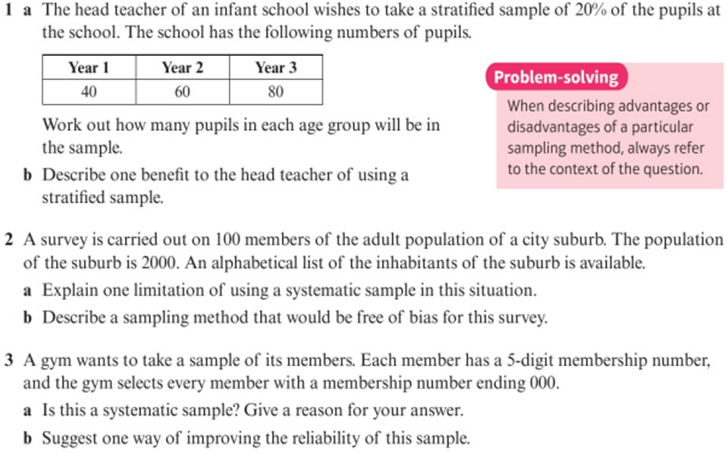 1 a The head teacher of an infant school wishes to take a stratified sample of 20% of the pupils at
the school. The school has the following numbers of pupils.
Year 1 Year 2 Year 3
40 60 80
Work out how many pupils in each age group will be in
the sample.
b Describe one benefit to the head teacher of using a
stratified sample.
Problem-solving
When describing advantages or
disadvantages of a particular
sampling method, always refer
to the context of the question.
2 A survey is carried out on 100 members of the adult population of a city suburb. The population
of the suburb is 2000. An alphabetical list of the inhabitants of the suburb is available.
a Explain one limitation of using a systematic sample in this situation.
b Describe a sampling method that would be free of bias for this survey.
3 A gym wants to take a sample of its members. Each member has a 5-digit membership number,
and the gym selects every member with a membership number ending 000.
a Is this a systematic sample? Give a reason for your answer.
b Suggest one way of improving the reliability of this sample.